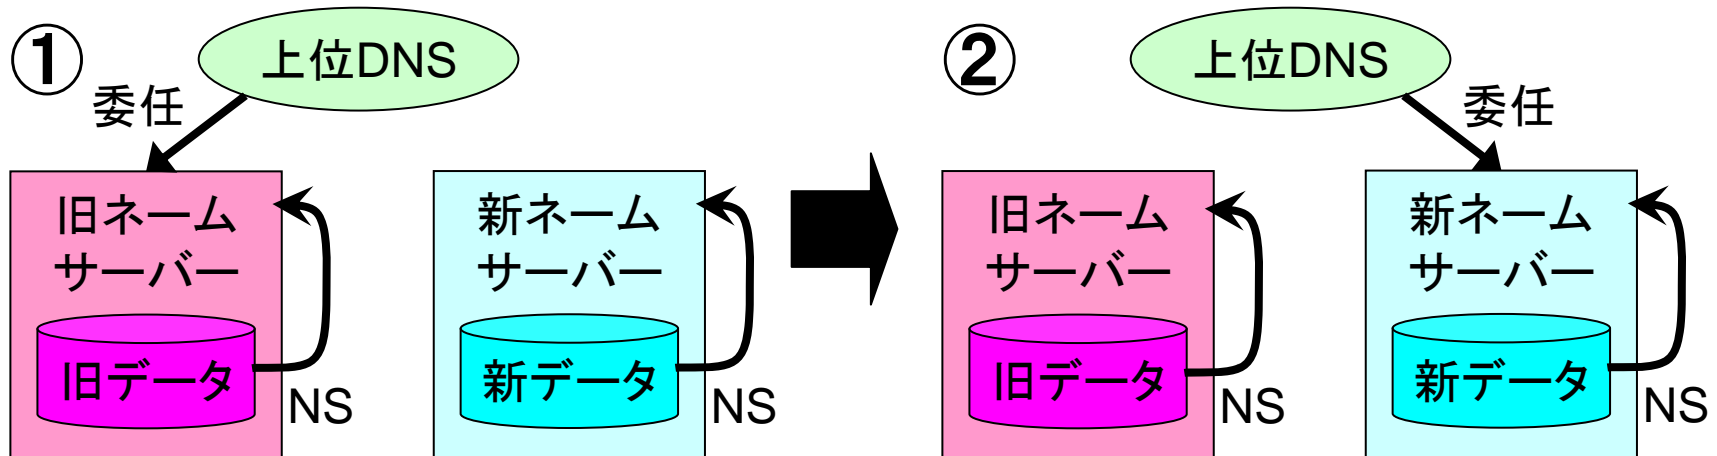 ①
上位DNS
委任
旧ネーム
サーバー
旧データ
NS
新ネーム
サーバー
新データ
NS
②
上位DNS
委任
旧ネーム
サーバー
旧データ
NS
新ネーム
サーバー
新データ
NS